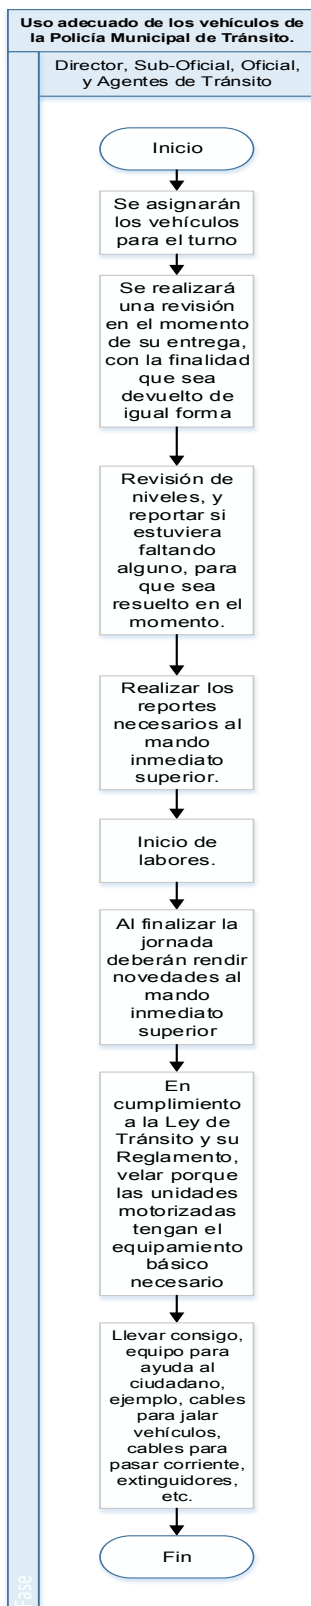 Uso adecuado de los vehículos de
la Policía Municipal de Tránsito.
Director, Sub-Oficial, Oficial,
y Agentes de Tránsito
Inicio
Se asignarán
los vehículos
para el turno
Se realizará
una revisión
en el momento
de su entrega,
con la finalidad
que sea
devuelto de
igual forma
Revisión de
niveles, y
reportar si
estuviera
faltando
alguno, para
que sea
resuelto en el
momento.
Realizar los
reportes
necesarios al
mando
inmediato
superior.
Inicio de
labores.
Al finalizar la
jornada
deberán rendir
novedades al
mando
inmediato
superior
En
cumplimiento
a la Ley de
Tránsito y su
Reglamento,
velar porque
las unidades
motorizadas
tengan el
equipamiento
básico
necesario
Llevar consigo,
equipo para
ayuda al
ciudadano,
ejemplo, cables
para jalar
vehículos,
cables para
pasar corriente,
extinguidores,
etc.
Fin
Fase